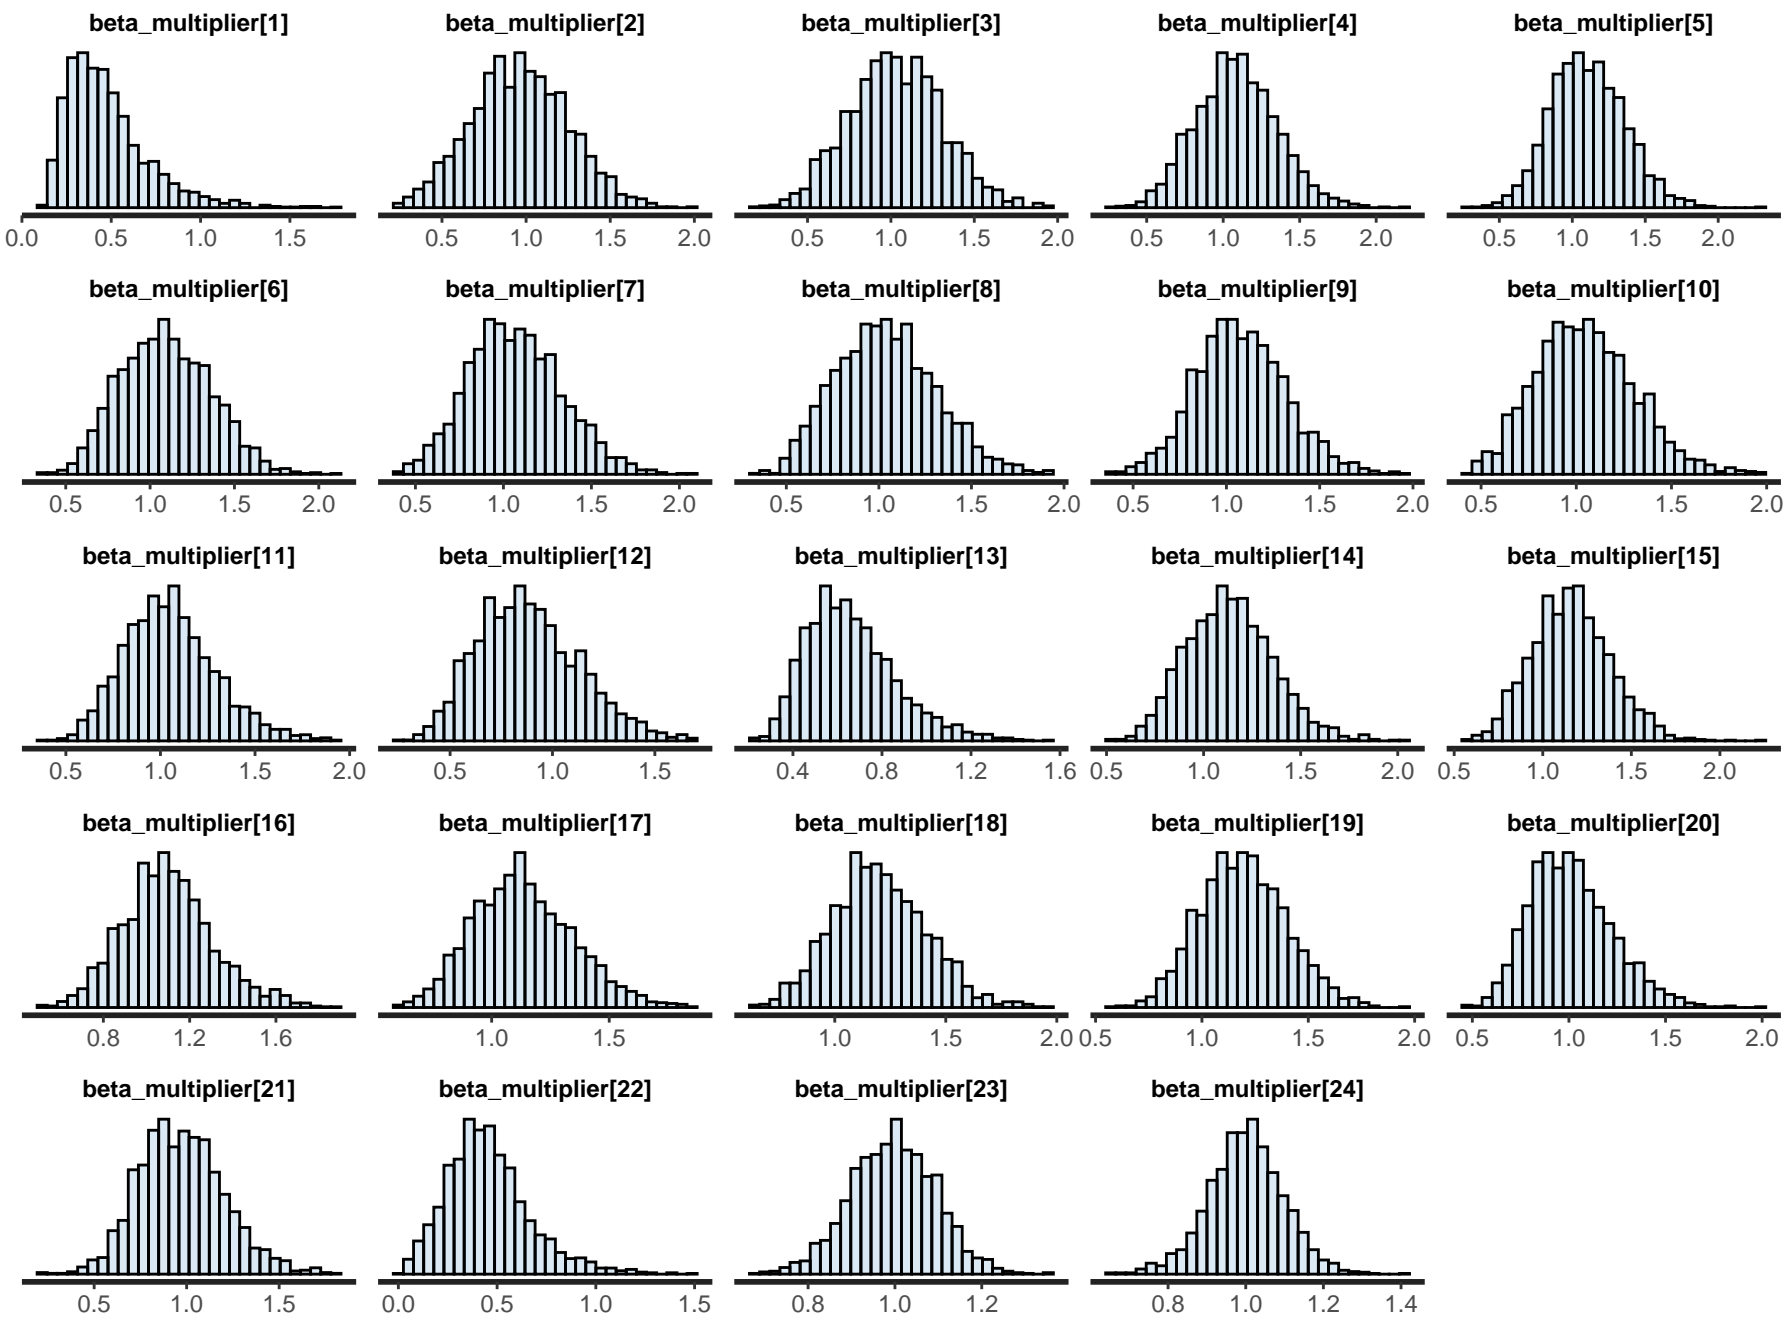 beta_multiplier[1] beta_multiplier[2] beta_multiplier[3] beta_multiplier[4] beta_multiplier[5]
0.0 0.5 1.0 1.5 0.5 1.0 1.5 2.0 0.5 1.0 1.5 2.0 0.5 1.0 1.5 2.0 0.5 1.0 1.5 2.0
beta_multiplier[6] beta_multiplier[7] beta_multiplier[8] beta_multiplier[9] beta_multiplier[10]
0.5 1.0 1.5 2.0 0.5 1.0 1.5 2.0 0.5 1.0 1.5 2.0 0.5 1.0 1.5 2.0 0.5 1.0 1.5 2.0
beta_multiplier[11] beta_multiplier[12] beta_multiplier[13] beta_multiplier[14] beta_multiplier[15]
0.5 1.0 1.5 2.0 0.5 1.0 1.5 0.4 0.8 1.2 1.6 0.5 1.0 1.5 2.0 0.5 1.0 1.5 2.0
beta_multiplier[16] beta_multiplier[17] beta_multiplier[18] beta_multiplier[19] beta_multiplier[20]
0.8 1.2 1.6 1.0 1.5 1.0 1.5 2.0 0.5 1.0 1.5 2.0 0.5 1.0 1.5 2.0
beta_multiplier[21] beta_multiplier[22] beta_multiplier[23] beta_multiplier[24]
0.5 1.0 1.5 0.0 0.5 1.0 1.5 0.8 1.0 1.2 0.8 1.0 1.2 1.4